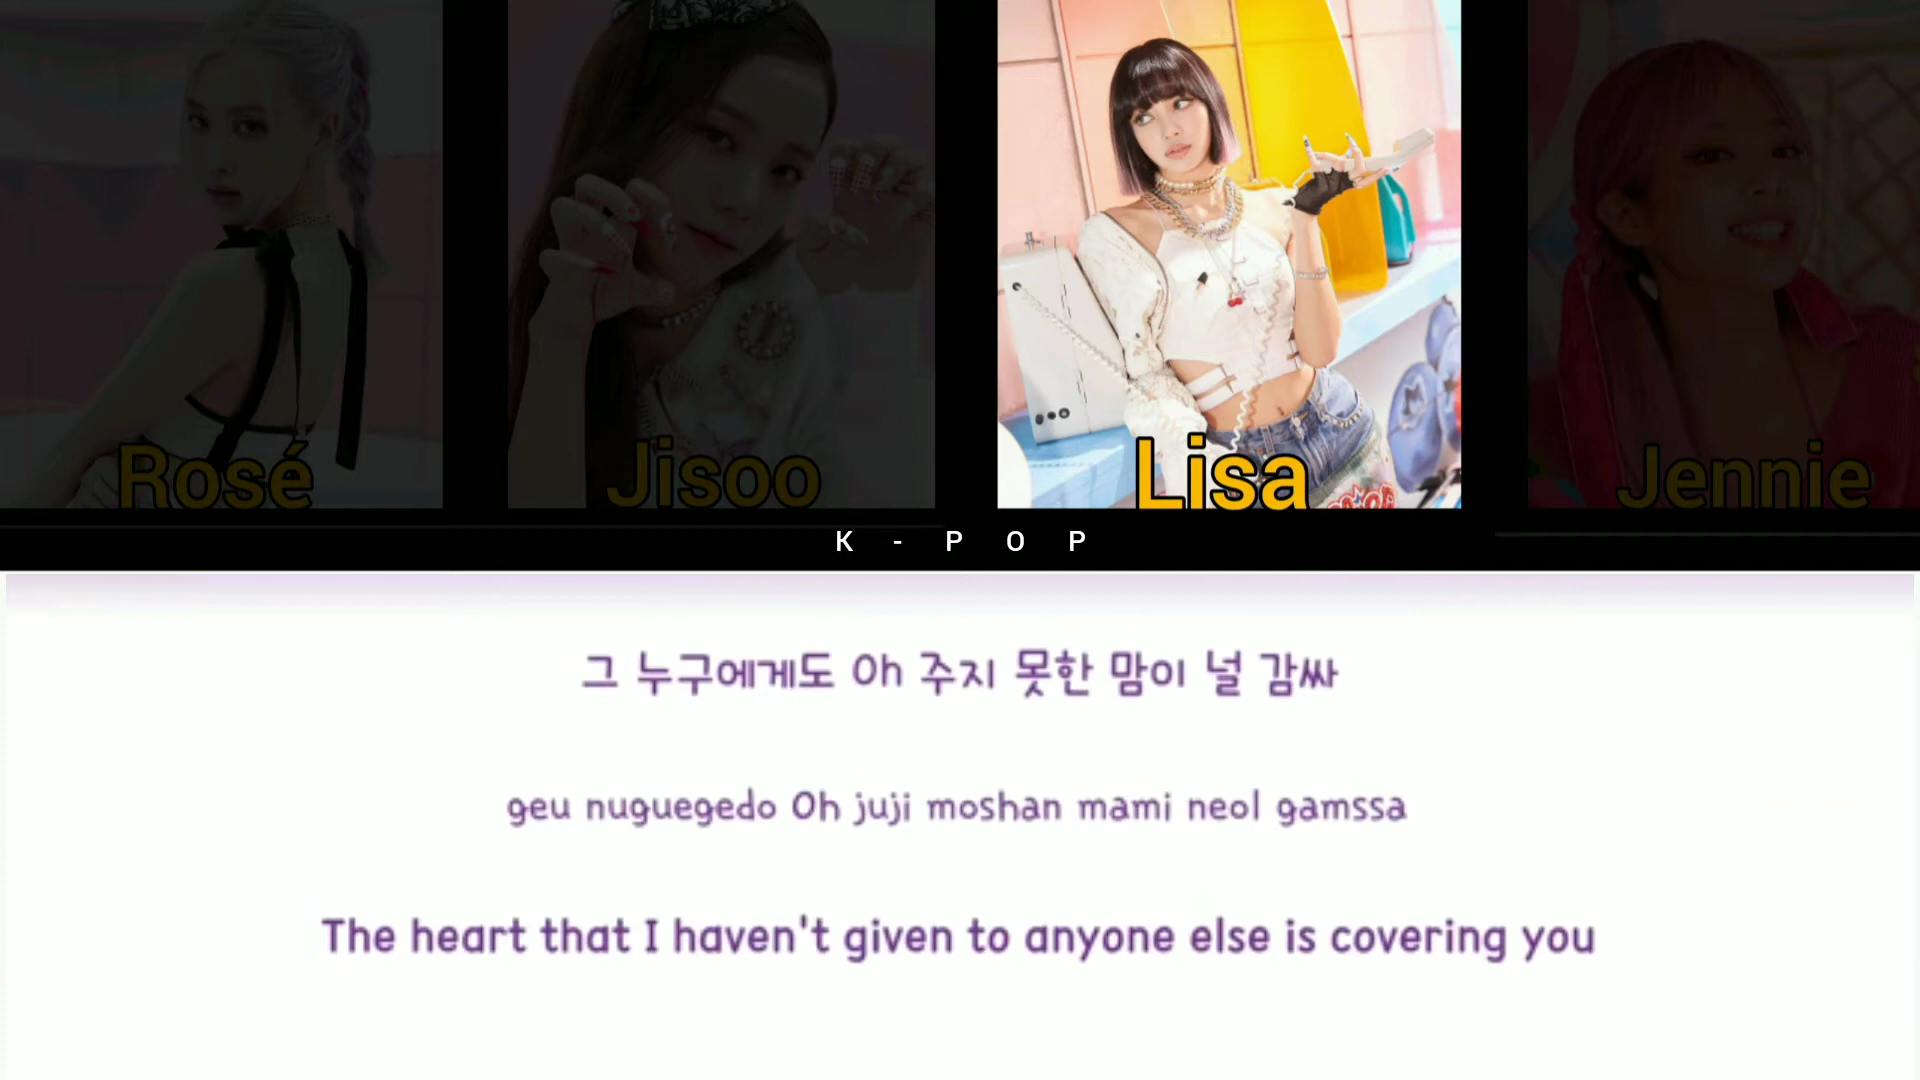 Rosé
Jisoo
Lisa
Jennie
K - P O P
그 누구에게도 Oh 주지 못한 맘이 널 감싸
geu nuguegedo Oh juji moshan mami neol gamssa
The heart that I haven't given to anyone else is covering you